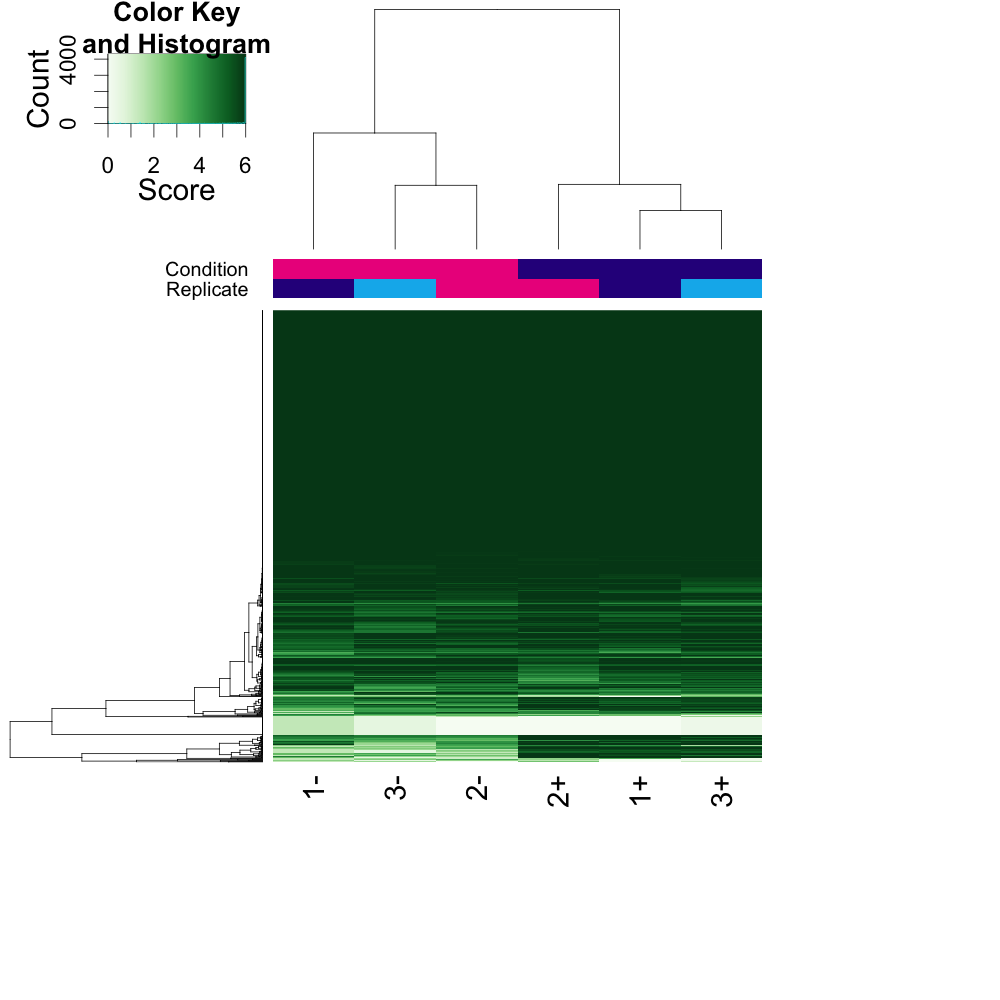 Color Key
and Histogram
Count
0 4000
0 2 4 6
Score
Condition
Replicate
1- 3- 2- 2+ 1+ 3+